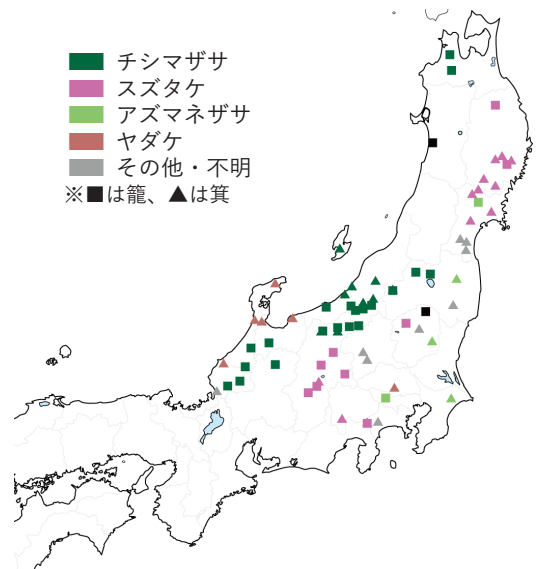 チシマザサ
スズタケ
アズマネザサ
ヤダケ
その他・不明
※■は籠、▲は箕